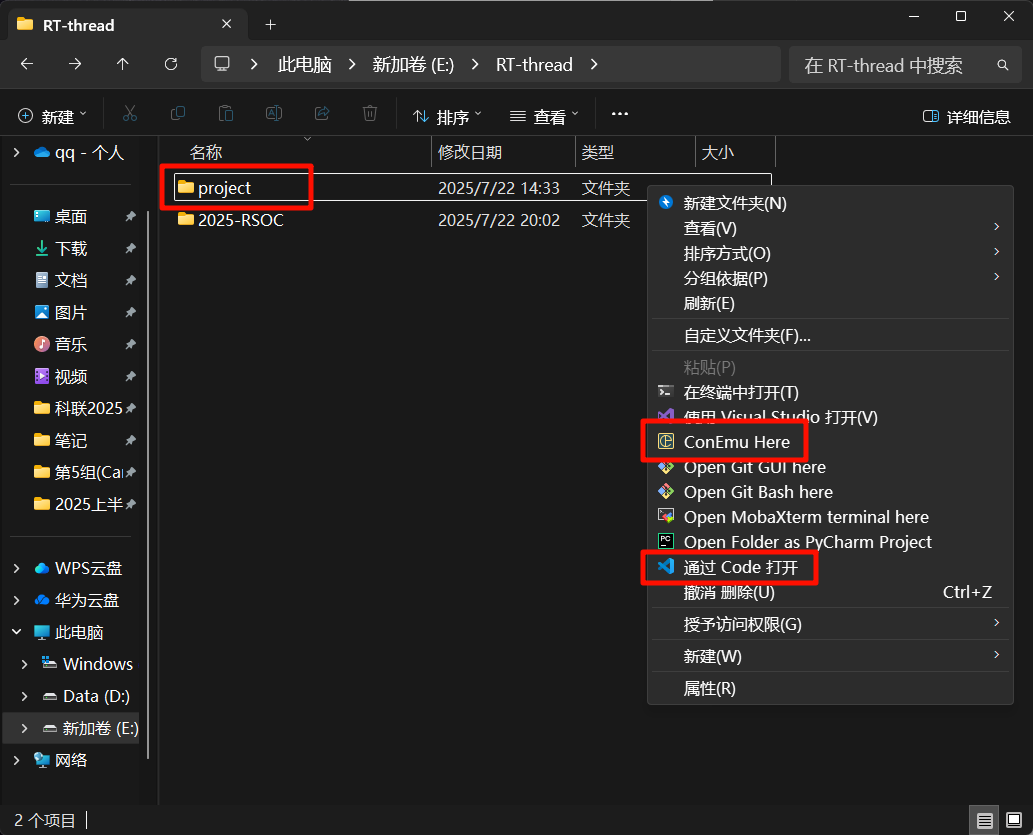 RT-thread
此电脑 新加卷 (E:) RT-thread
在 RT-thread 中搜索
新建 排序 查看 详细信息
qq - 个人
桌面
下载
文档
图片
音乐
视频
科联2025
笔记
第5组(Car
2025上半
WPS云盘
华为云盘
此电脑
Windows
Data (D:)
新加卷 (E:)
网络
名称 修改日期 类型 大小
project 2025/7/22 14:33 文件夹
2025-RSOC 2025/7/22 20:02 文件夹
新建文件夹(N)
查看(V)
排序方式(O)
分组依据(P)
刷新(E)
自定义文件夹(F)...
粘贴(P)
在终端中打开(T)
使用 Visual Studio 打开(V)
ConEmu Here
Open Git GUI here
Open Git Bash here
Open MobaXterm terminal here
Open Folder as PyCharm Project
通过 Code 打开
撤消 删除(U) Ctrl+Z
授予访问权限(G)
新建(W)
属性(R)
2 个项目